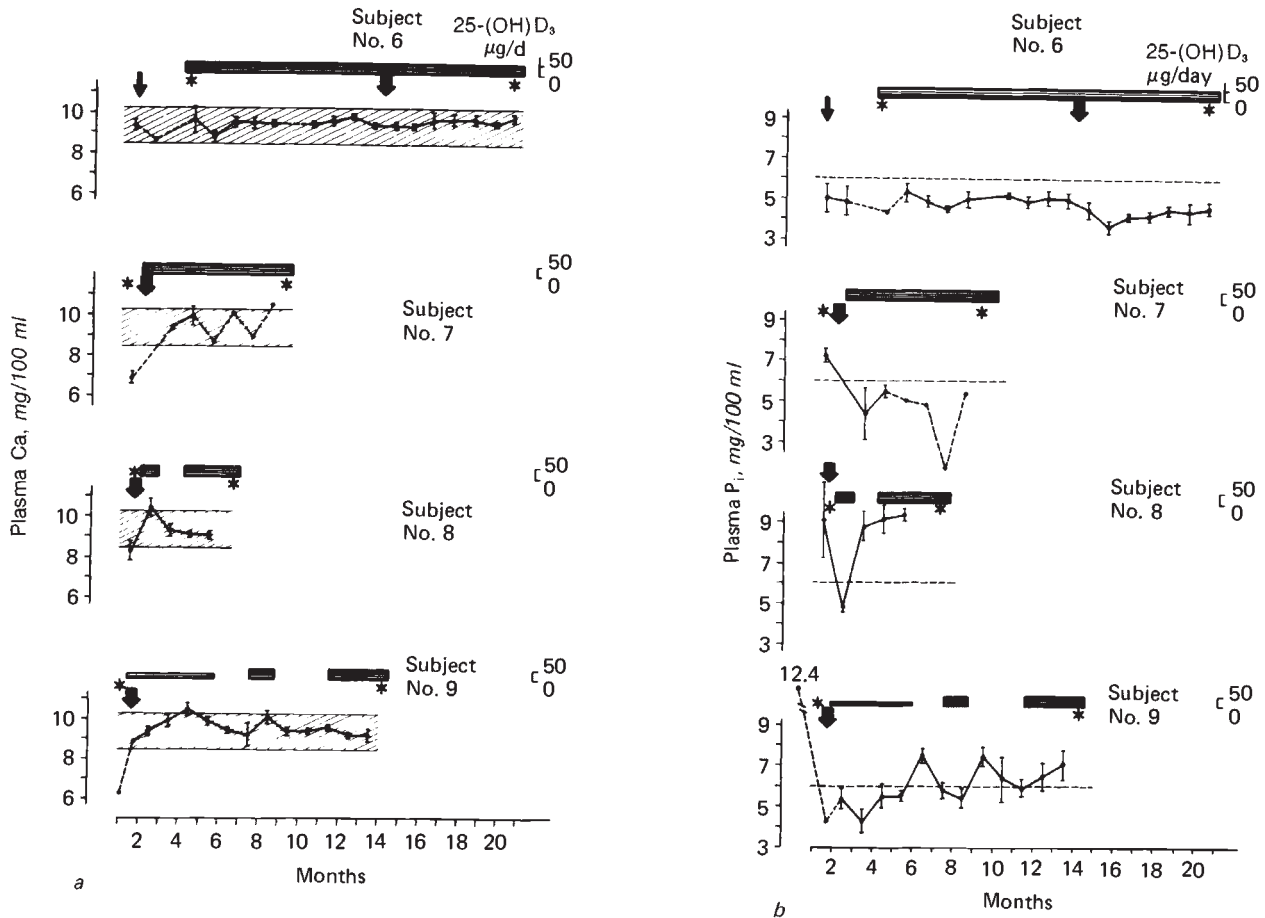 Subject
No. 6
25-(OH)D₃
μg/d
50
0
10
8
6
50
0
10
8
6
Subject
No. 7
50
0
10
8
6
Subject
No. 8
Subject
No. 9
50
0
10
8
6
2 4 6 8 10 12 14 16 18 20
Months
Plasma Ca, mg/100 ml
a
Subject
No. 6
25-(OH)D₃
μg/day
50
0
9
7
5
3
Subject
No. 7
50
0
9
7
5
3
Subject
No. 8
50
0
9
7
5
3
12.4
Subject
No. 9
50
0
9
7
5
3
2 4 6 8 10 12 14 16 18 20
Months
Plasma Pᵢ, mg/100 ml
b